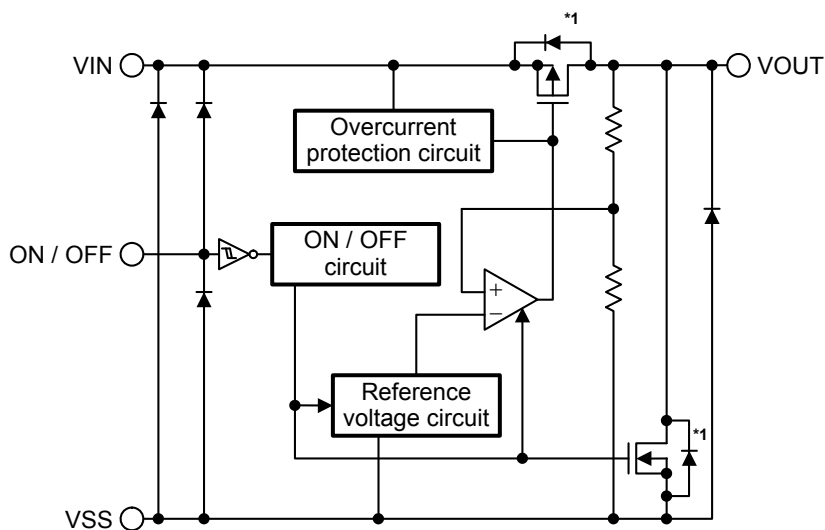 *1
VIN
VOUT
Overcurrent
protection circuit
ON / OFF
ON / OFF
circuit
+
−
Reference
voltage circuit
*1
VSS